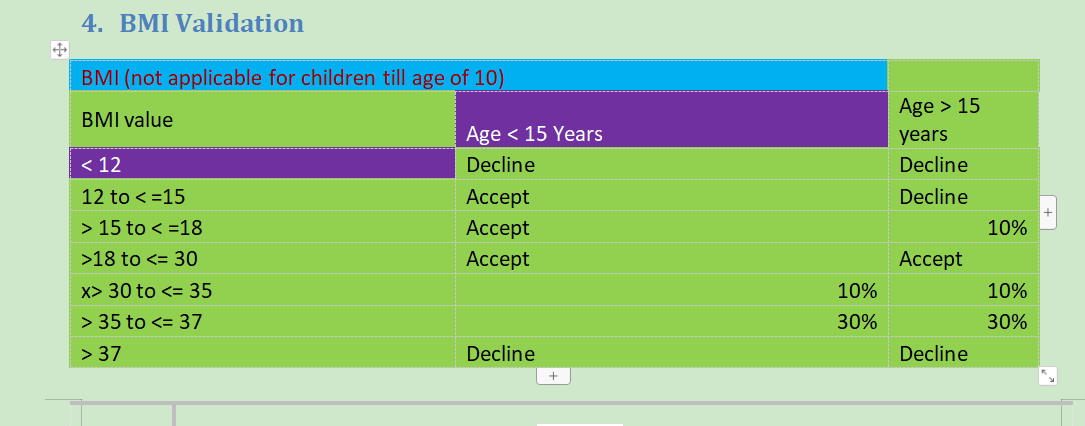 4. BMI Validation
BMI (not applicable for children till age of 10)
BMI value
Age < 15 Years
Age > 15
years
< 12
Decline
Decline
12 to < =15
Accept
Decline
> 15 to < =18
Accept
10%
>18 to <= 30
Accept
Accept
x> 30 to <= 35
10%
10%
> 35 to <= 37
30%
30%
> 37
Decline
Decline